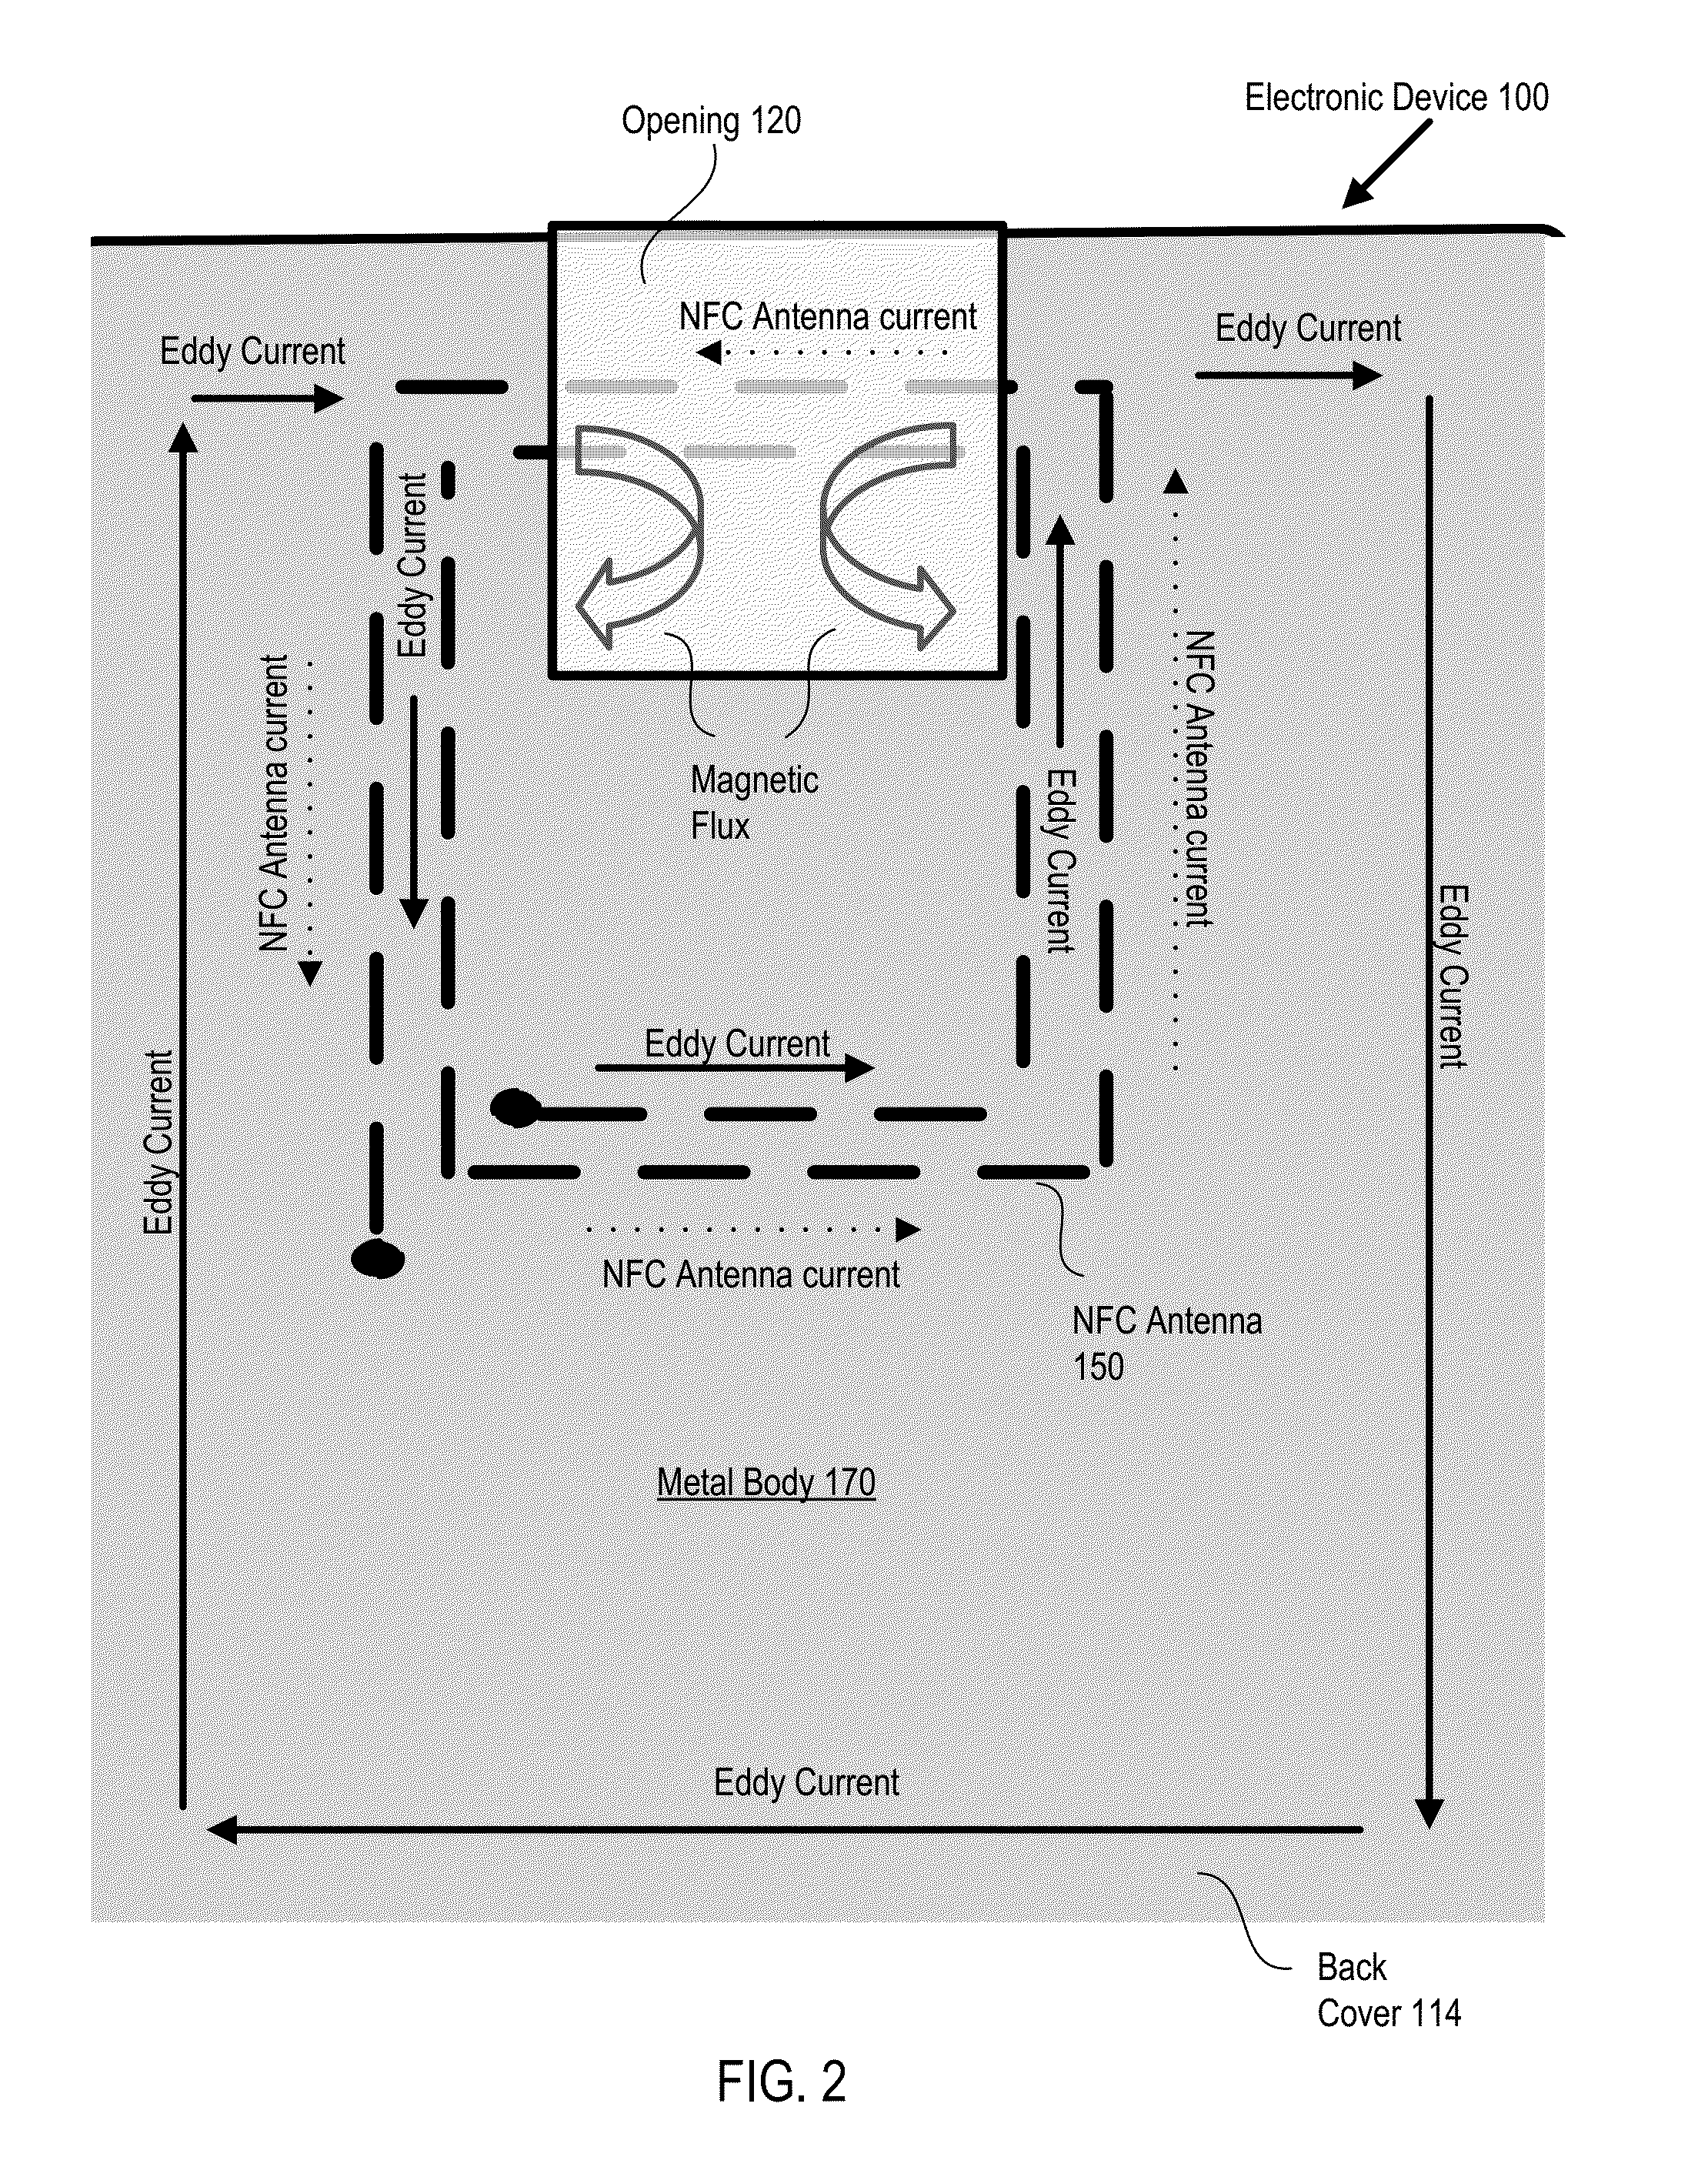 Electronic Device 100
Opening 120
NFC Antenna current
Eddy Current
Eddy Current
Eddy Current
NFC Antenna current
NFC Antenna current
Magnetic
Flux
Eddy Current
Eddy Current
Eddy Current
Eddy Current
NFC Antenna current
NFC Antenna
150
Metal Body 170
Eddy Current
Back
Cover 114
FIG. 2